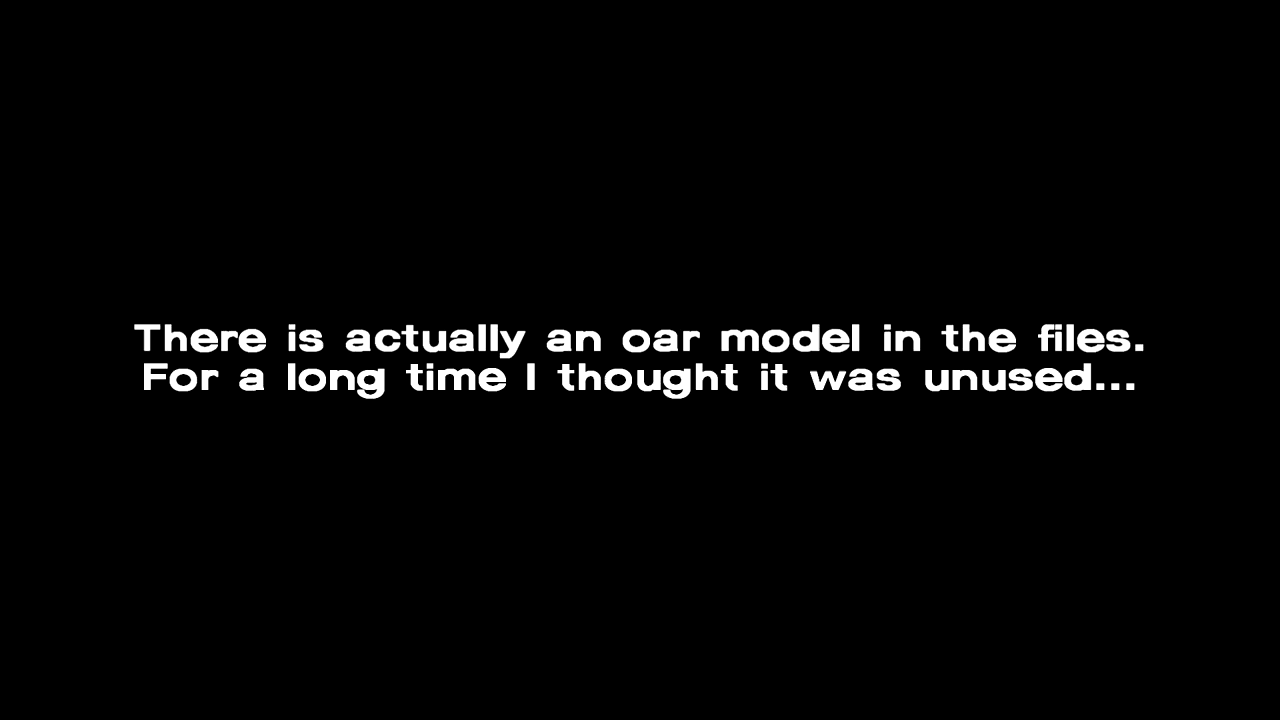 There is actually an oar model in the files.
For a long time I thought it was unused...